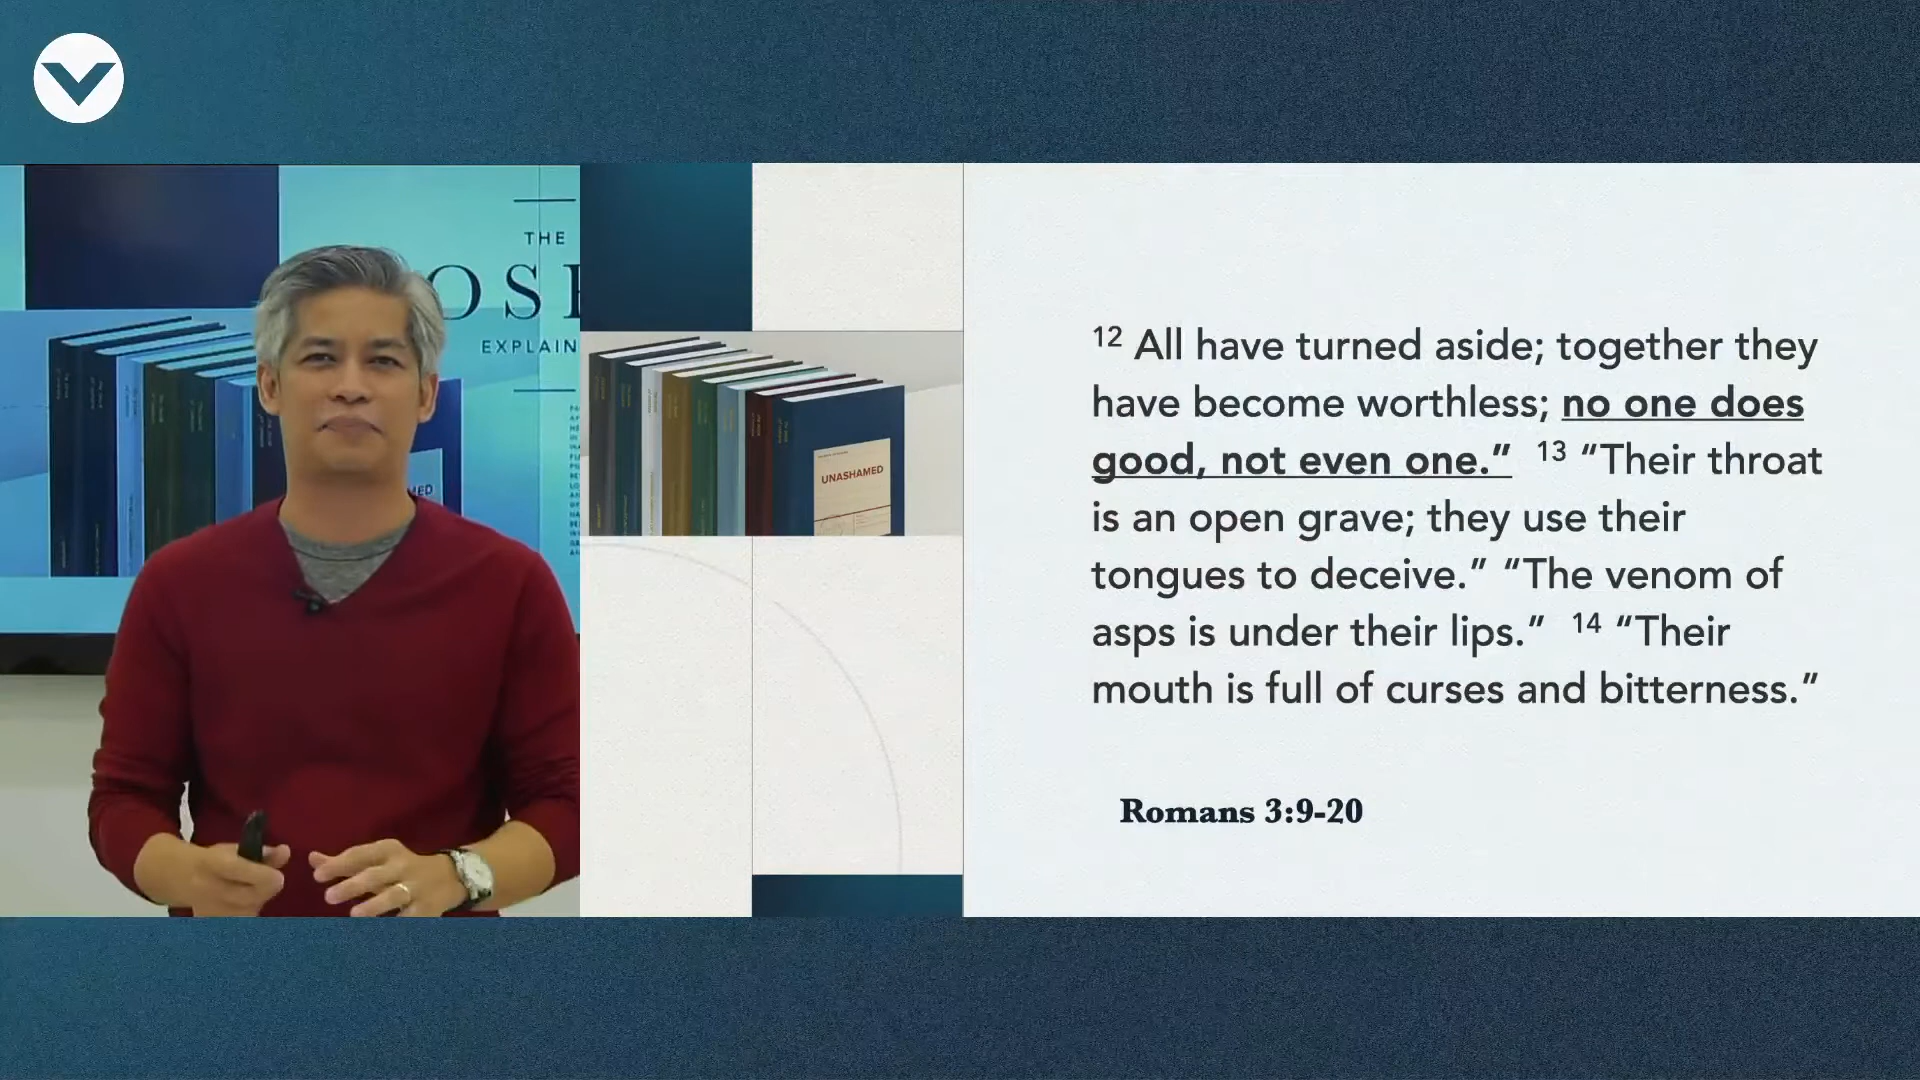 THE
OSP
EXPLAIN
UNASHAMED
12 All have turned aside; together they
have become worthless; no one does
good, not even one.” 13 “Their throat
is an open grave; they use their
tongues to deceive.” “The venom of
asps is under their lips.” 14 “Their
mouth is full of curses and bitterness.”
Romans 3:9-20